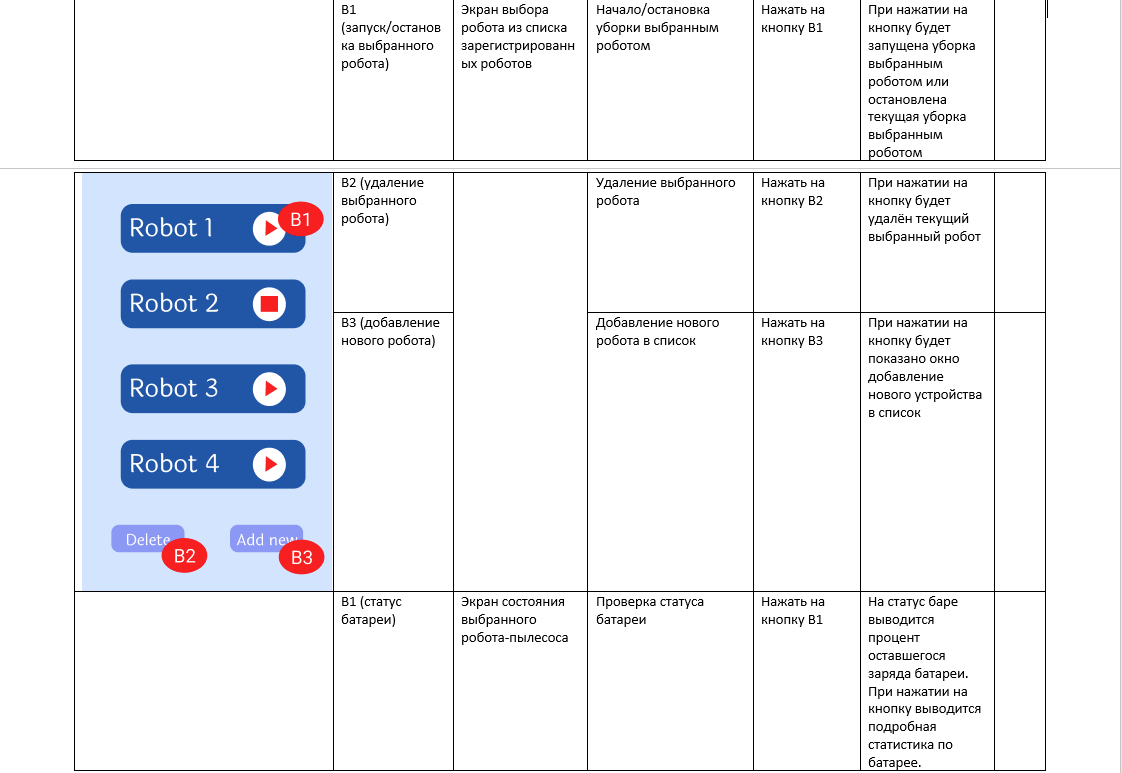 B1
(запуск/останов
ка выбранного
робота)
Экран выбора
робота из списка
зарегистрированн
ых роботов
Начало/остановка
уборки выбранным
роботом
Нажать на
кнопку B1
При нажатии на
кнопку будет
запущена уборка
выбранным
роботом или
остановлена
текущая уборка
выбранным
роботом
Robot 1
B1
Robot 2
Robot 3
Robot 4
Delete
B2
Add new
B3
B2 (удаление
выбранного
робота)
Удаление выбранного
робота
Нажать на
кнопку B2
При нажатии на
кнопку будет
удалён текущий
выбранный робот
B3 (добавление
нового робота)
Добавление нового
робота в список
Нажать на
кнопку B3
При нажатии на
кнопку будет
показано окно
добавление
нового устройства
в список
B1 (статус
батареи)
Экран состояния
выбранного
робота-пылесоса
Проверка статуса
батареи
Нажать на
кнопку B1
На статус баре
выводится
процент
оставшегося
заряда батареи.
При нажатии на
кнопку выводится
подробная
статистика по
батарее.